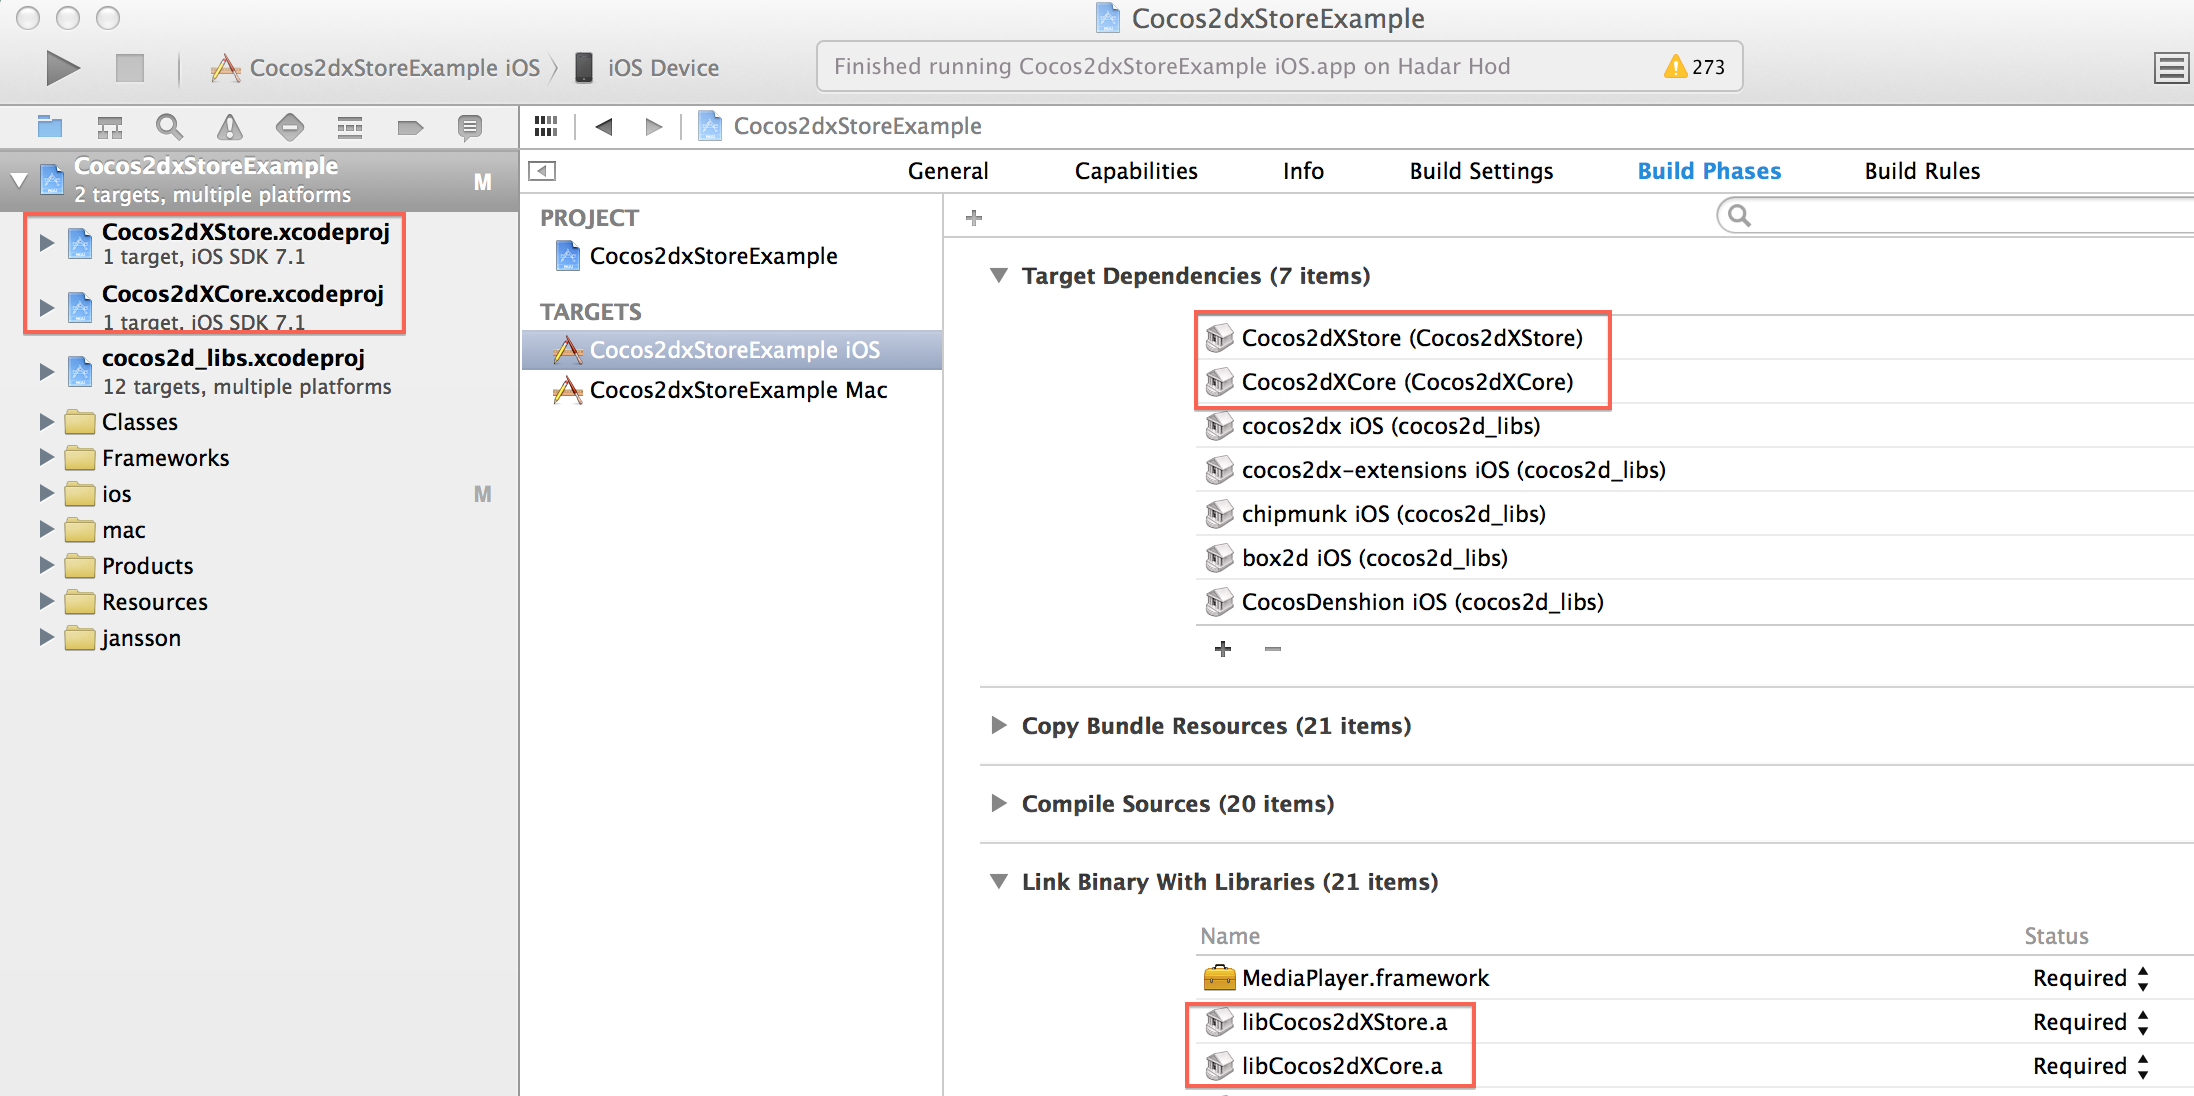 Cocos2dxStoreExample
Cocos2dxStoreExample iOS
iOS Device
Finished running Cocos2dxStoreExample iOS.app on Hadar Hod
273
Cocos2dxStoreExample
2 targets, multiple platforms
M
Cocos2dXStore.xcodeproj
1 target, iOS SDK 7.1
Cocos2dXCore.xcodeproj
1 target, iOS SDK 7.1
cocos2d_libs.xcodeproj
12 targets, multiple platforms
Classes
Frameworks
ios
M
mac
Products
Resources
jansson
Cocos2dxStoreExample
General
Capabilities
Info
Build Settings
Build Phases
Build Rules
PROJECT
Cocos2dxStoreExample
TARGETS
Cocos2dxStoreExample iOS
Cocos2dxStoreExample Mac
Target Dependencies (7 items)
Cocos2dXStore (Cocos2dXStore)
Cocos2dXCore (Cocos2dXCore)
cocos2dx iOS (cocos2d_libs)
cocos2dx-extensions iOS (cocos2d_libs)
chipmunk iOS (cocos2d_libs)
box2d iOS (cocos2d_libs)
CocosDenshion iOS (cocos2d_libs)
Copy Bundle Resources (21 items)
Compile Sources (20 items)
Link Binary With Libraries (21 items)
Name
Status
MediaPlayer.framework
Required
libCocos2dXStore.a
Required
libCocos2dXCore.a
Required